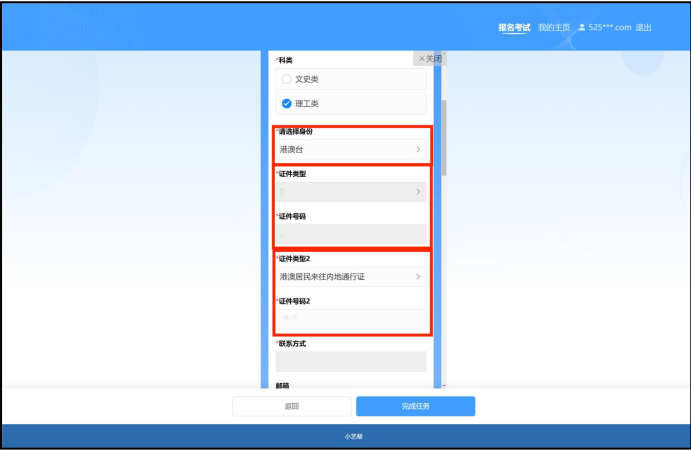 报名考试 我的主页 525***.com 退出
*科类
×关闭
文史类
理工类
*请选择身份
港澳台
*证件类型
*证件号码
*证件类型2
港澳居民来往内地通行证
*证件号码2
*联系方式
邮箱
返回 完成任务
小艺帮